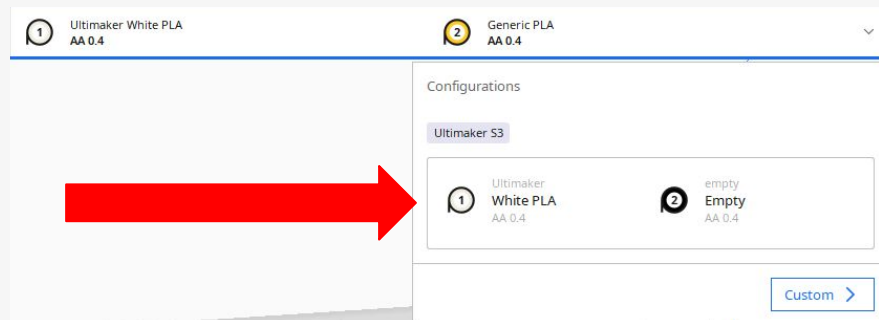 1
Ultimaker White PLA
AA 0.4
2
Generic PLA
AA 0.4
Configurations
Ultimaker S3
1
Ultimaker
White PLA
AA 0.4
2
empty
Empty
AA 0.4
Custom